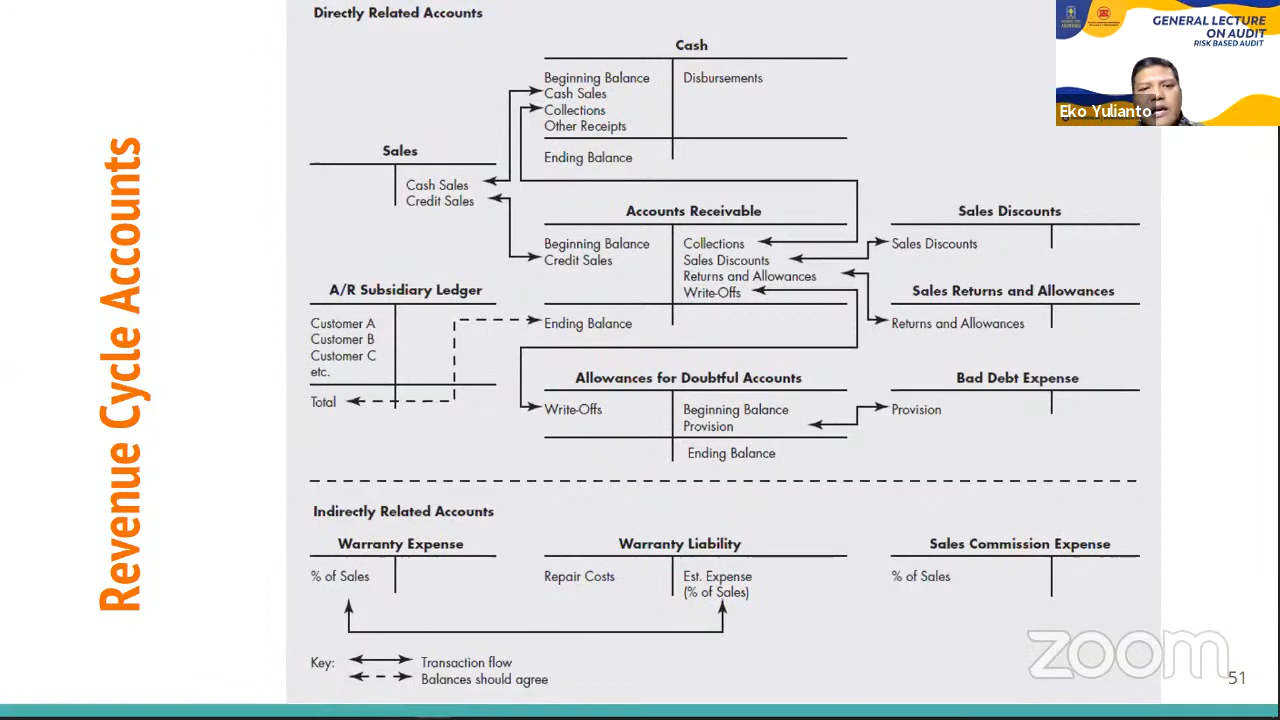 Revenue Cycle Accounts
Directly Related Accounts
Cash
Beginning Balance
Cash Sales
Collections
Other Receipts
Ending Balance
Disbursements
Sales
Cash Sales
Credit Sales
Accounts Receivable
Beginning Balance
Credit Sales
Ending Balance
Collections
Sales Discounts
Returns and Allowances
Write-Offs
Sales Discounts
Sales Discounts
A/R Subsidiary Ledger
Customer A
Customer B
Customer C
etc.
Total
Sales Returns and Allowances
Returns and Allowances
Allowances for Doubtful Accounts
Write-Offs
Beginning Balance
Provision
Ending Balance
Bad Debt Expense
Provision
Indirectly Related Accounts
Warranty Expense
% of Sales
Warranty Liability
Repair Costs
Est. Expense
(% of Sales)
Sales Commission Expense
% of Sales
Key:
Transaction flow
Balances should agree
GENERAL LECTURE
ON AUDIT
RISK BASED AUDIT
Eko Yulianto
zoom
51